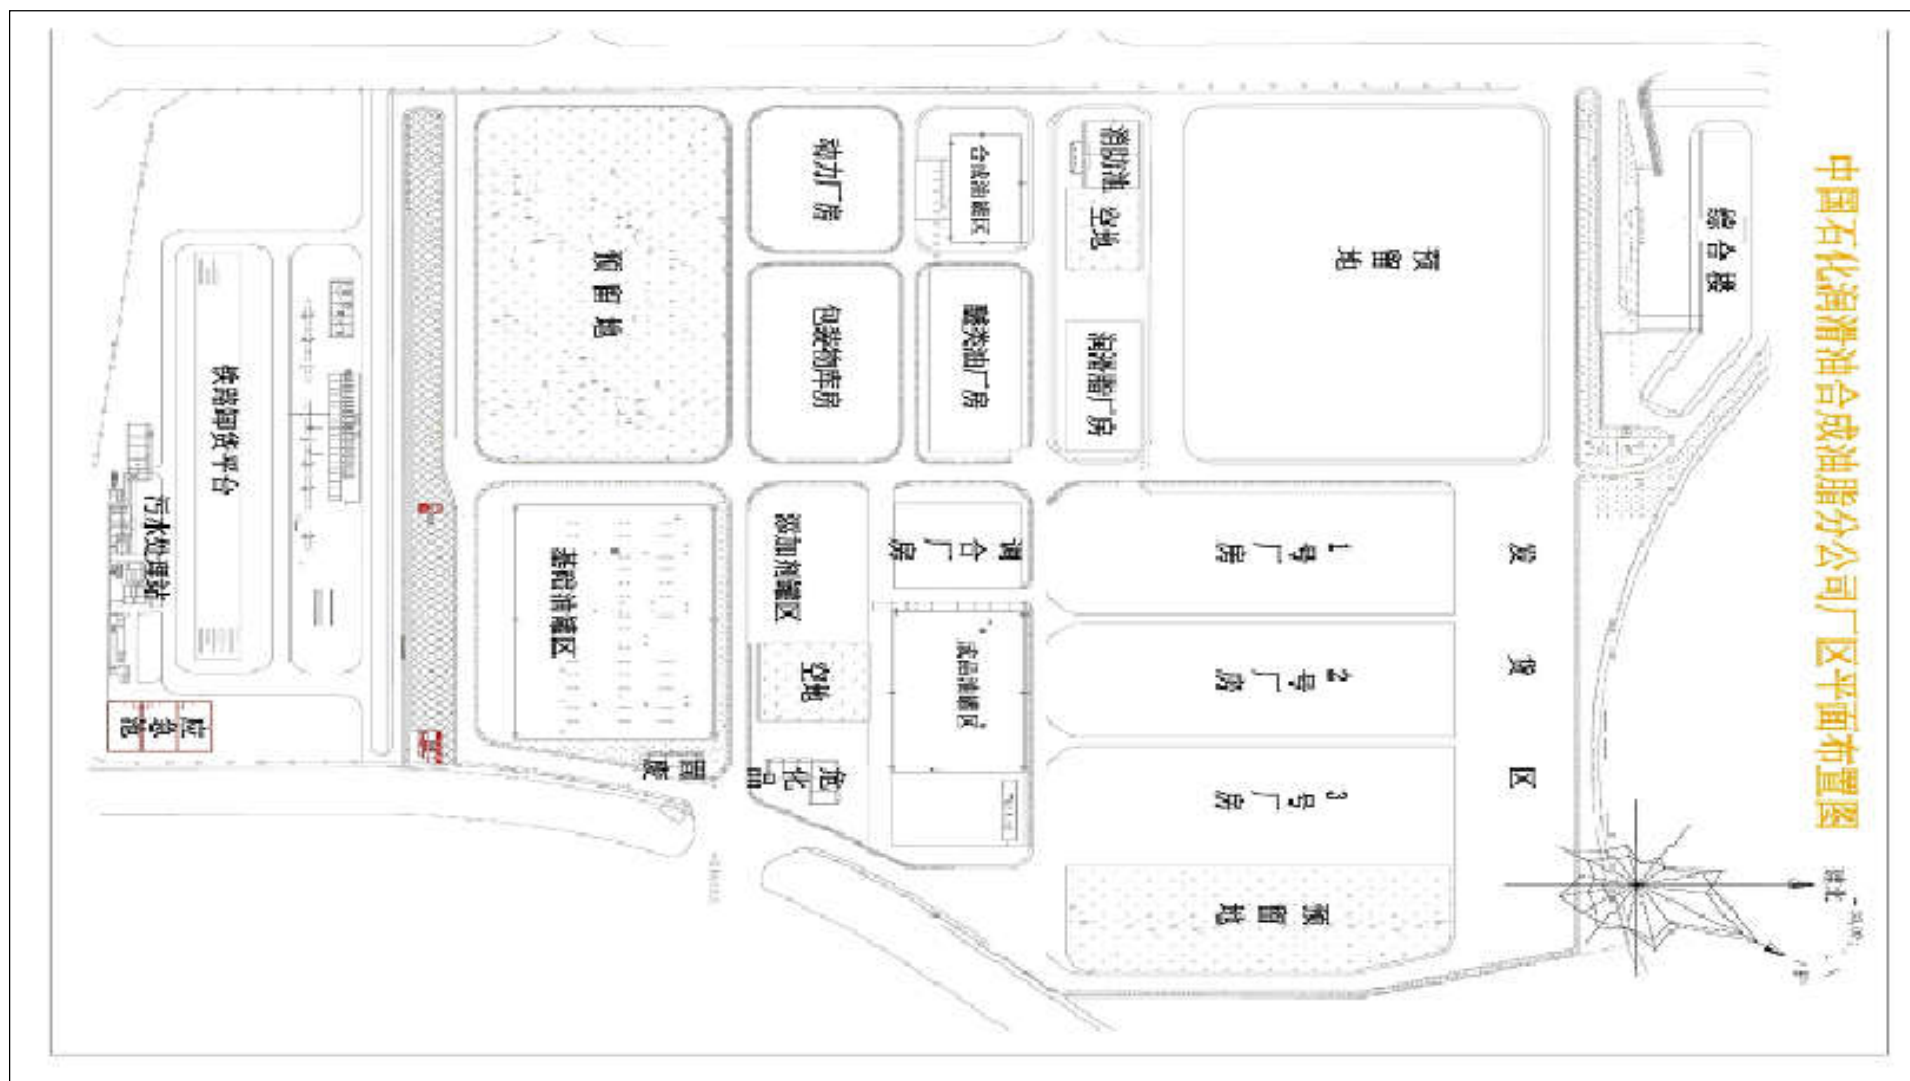 中国石化润滑油合成油脂分公司厂区平面布置图
综合楼
发货区
预留地
1号厂房
2号厂房
3号厂房
预留地
消防池
空地
润滑脂厂房
合成油罐区
醚类油厂房
调合厂房
成品油罐区
动力厂房
包装物库房
添加剂罐区
空地
危化品
预留地
基础油罐区
固废
铁路卸货平台
污水处理站
应急池